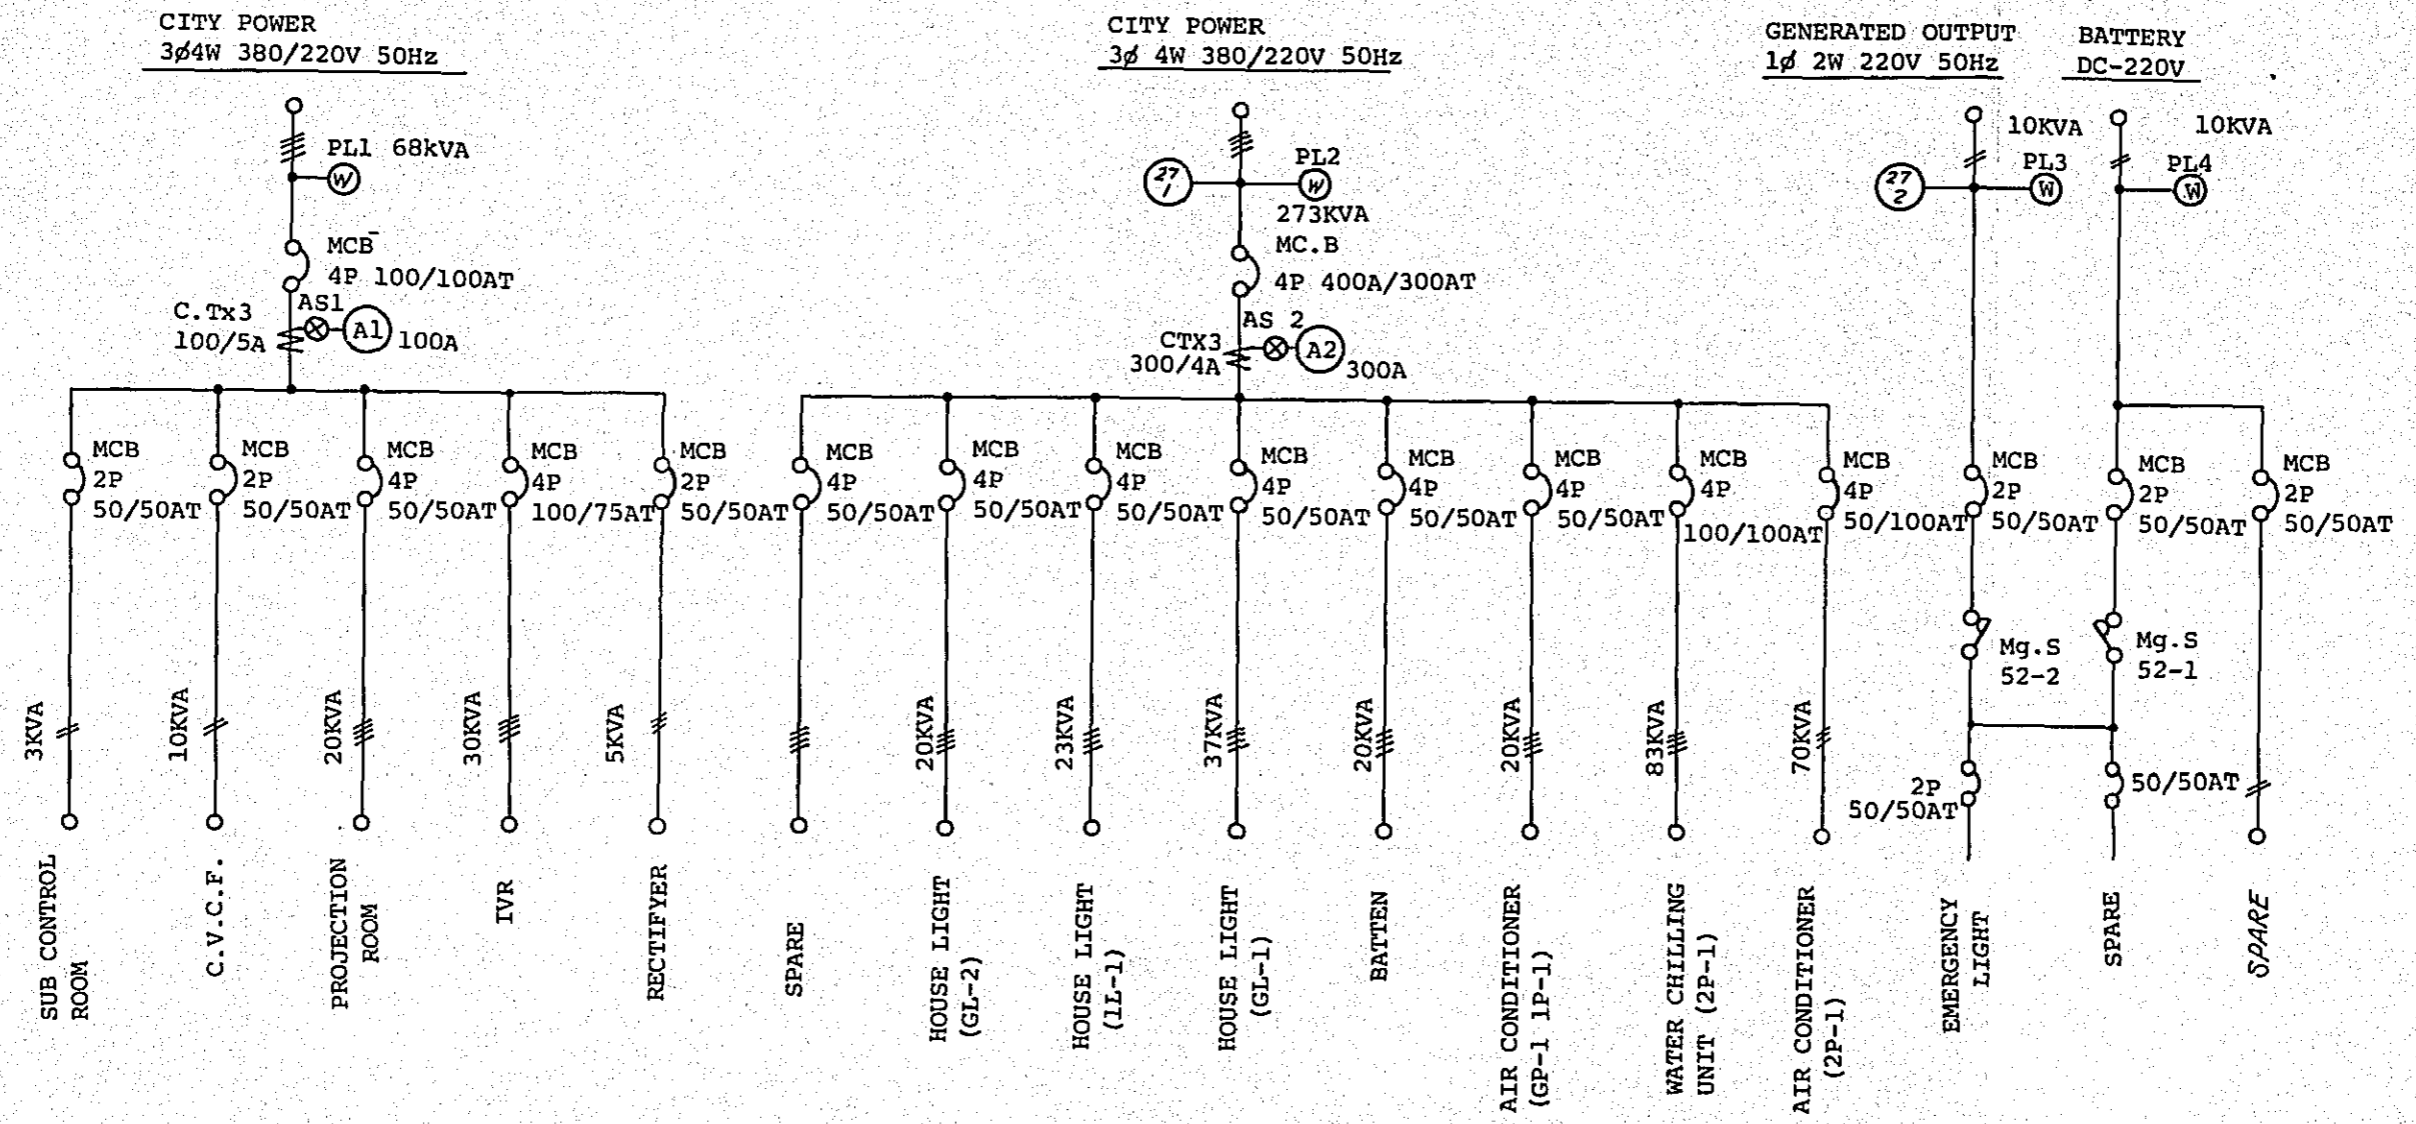 CITY POWER
3ø4W 380/220V 50Hz
PL1 68kVA
W
MCB
4P 100/100AT
AS1
C.Tx3
100/5A
A1
100A
MCB
2P
50/50AT
MCB
2P
50/50AT
MCB
4P
50/50AT
MCB
4P
100/75AT
MCB
2P
50/50AT
3KVA
10KVA
20KVA
30KVA
5KVA
SUB CONTROL
ROOM
C.V.C.F.
PROJECTION
ROOM
IVR
RECTIFYER
CITY POWER
3ø 4W 380/220V 50Hz
27
1
PL2
W
273KVA
MC.B
4P 400A/300AT
AS 2
CTX3
300/4A
A2
300A
MCB
4P
50/50AT
MCB
4P
50/50AT
MCB
4P
50/50AT
MCB
4P
50/50AT
MCB
4P
50/50AT
MCB
4P
50/50AT
MCB
4P
100/100AT
MCB
4P
50/100AT
20KVA
23KVA
37KVA
20KVA
20KVA
83KVA
70KVA
SPARE
HOUSE LIGHT
(GL-2)
HOUSE LIGHT
(1L-1)
HOUSE LIGHT
(GL-1)
BATTEN
AIR CONDITIONER
(GP-1 1P-1)
WATER CHILLING
UNIT (2P-1)
AIR CONDITIONER
(2P-1)
GENERATED OUTPUT
1ø 2W 220V 50Hz
10KVA
27
2
PL3
W
BATTERY
DC-220V
10KVA
PL4
W
MCB
2P
50/50AT
MCB
2P
50/50AT
MCB
2P
50/50AT
Mg.S
52-2
Mg.S
52-1
2P
50/50AT
50/50AT
EMERGENCY
LIGHT
SPARE
SPARE